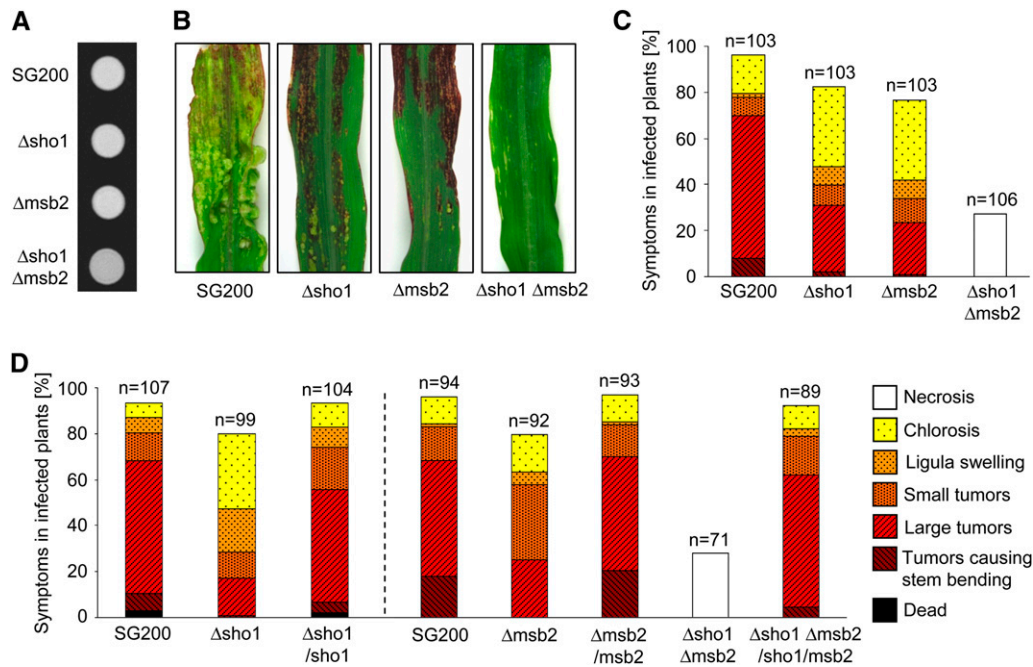 A
SG200
Δsho1
Δmsb2
Δsho1
Δmsb2
B
SG200
Δsho1
Δmsb2
Δsho1 Δmsb2
C
Symptoms in infected plants [%]
100
80
60
40
20
0
n=103
n=103
n=103
n=106
SG200
Δsho1
Δmsb2
Δsho1
Δmsb2
D
Symptoms in infected plants [%]
100
80
60
40
20
0
n=107
n=99
n=104
n=94
n=92
n=93
n=71
n=89
SG200
Δsho1
Δsho1
/sho1
SG200
Δmsb2
Δmsb2
/msb2
Δsho1
Δmsb2
Δsho1 Δmsb2
/sho1/msb2
Necrosis
Chlorosis
Ligula swelling
Small tumors
Large tumors
Tumors causing
stem bending
Dead